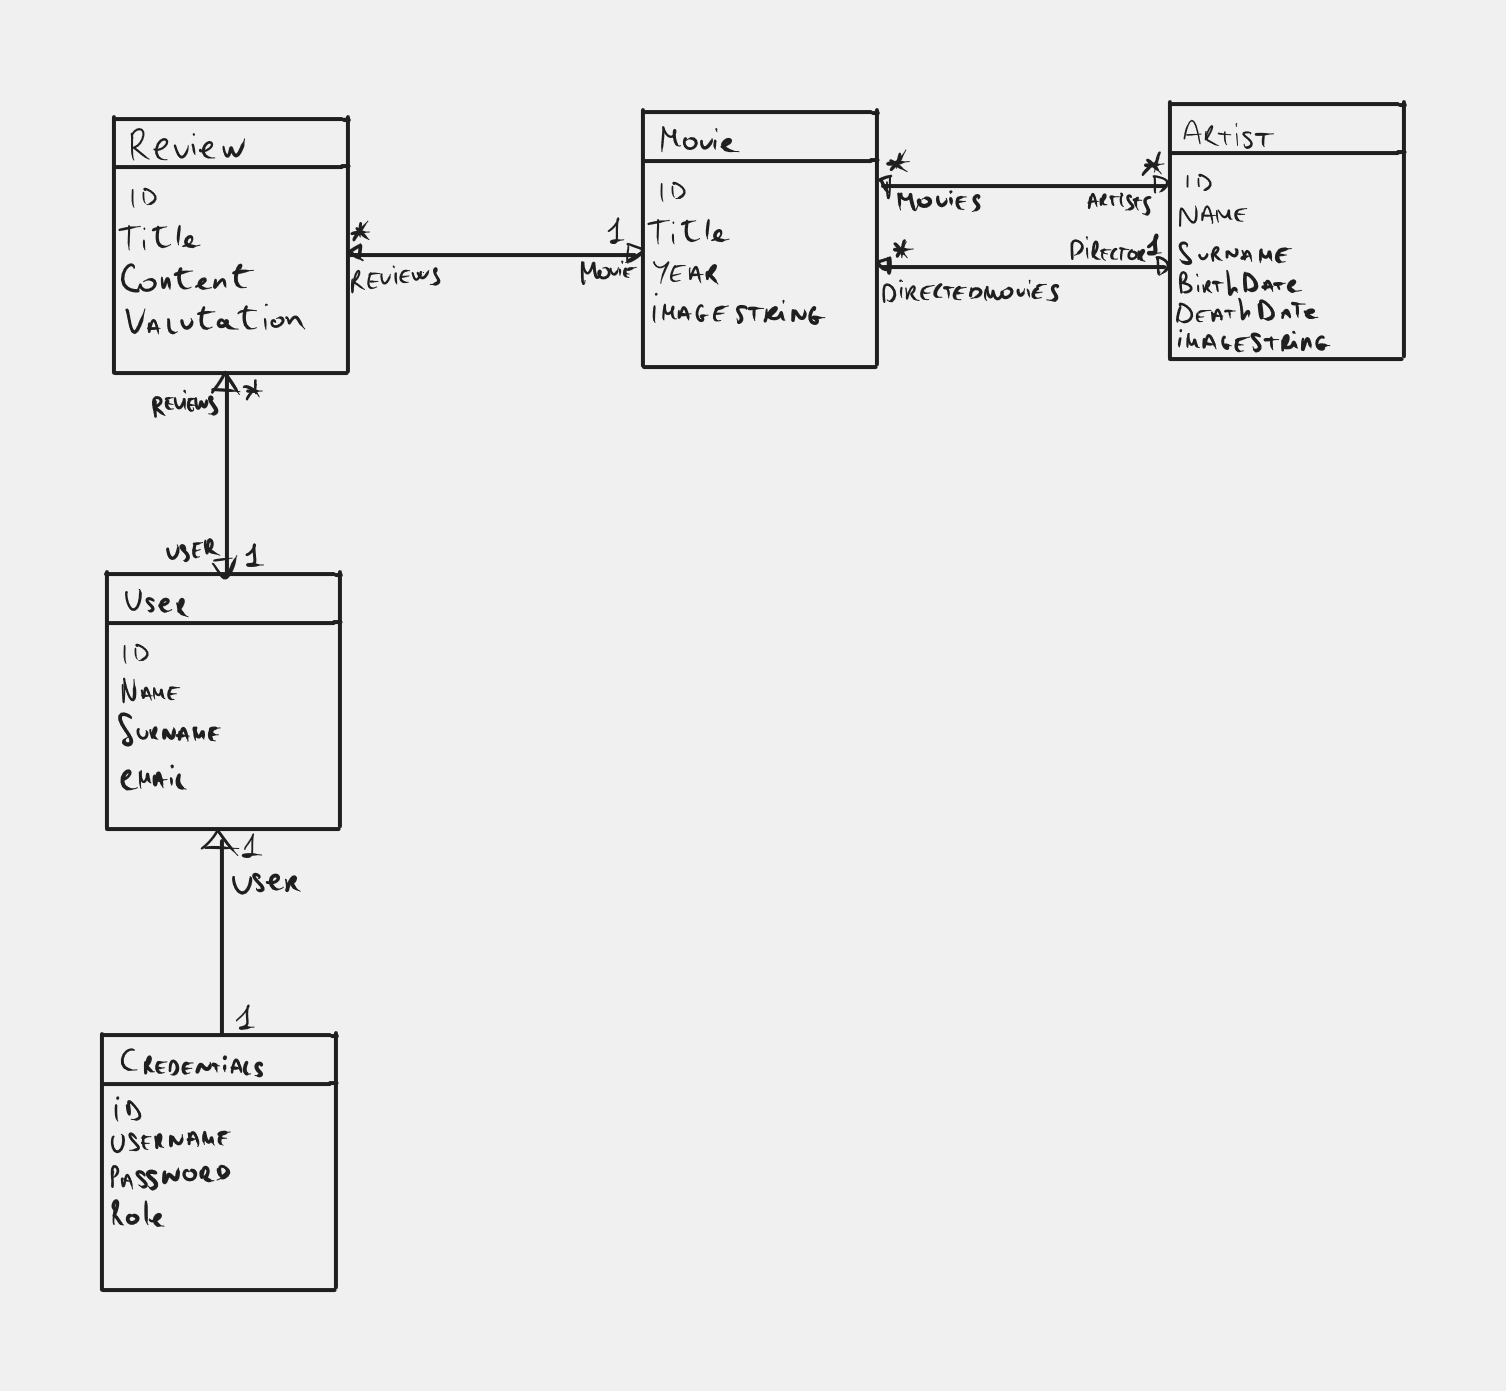 Review
ID
Title
Content
Valutation
*
REVIEWS
1
Movie
Movie
ID
Title
YEAR
iMAGESTRiNG
*
MOVIES
*
ARTISTS
*
DiRECTEDMOViES
DiRECTOR 1
ARTiST
ID
NAME
SURNAME
BiRthDATe
DEAThDATe
iMAGESTRiNG
REViEWS *
USER 1
User
ID
NAME
SURNAME
eMAiL
1
USeR
1
CREDENTiALS
iD
USERNAME
PASSWORD
Role